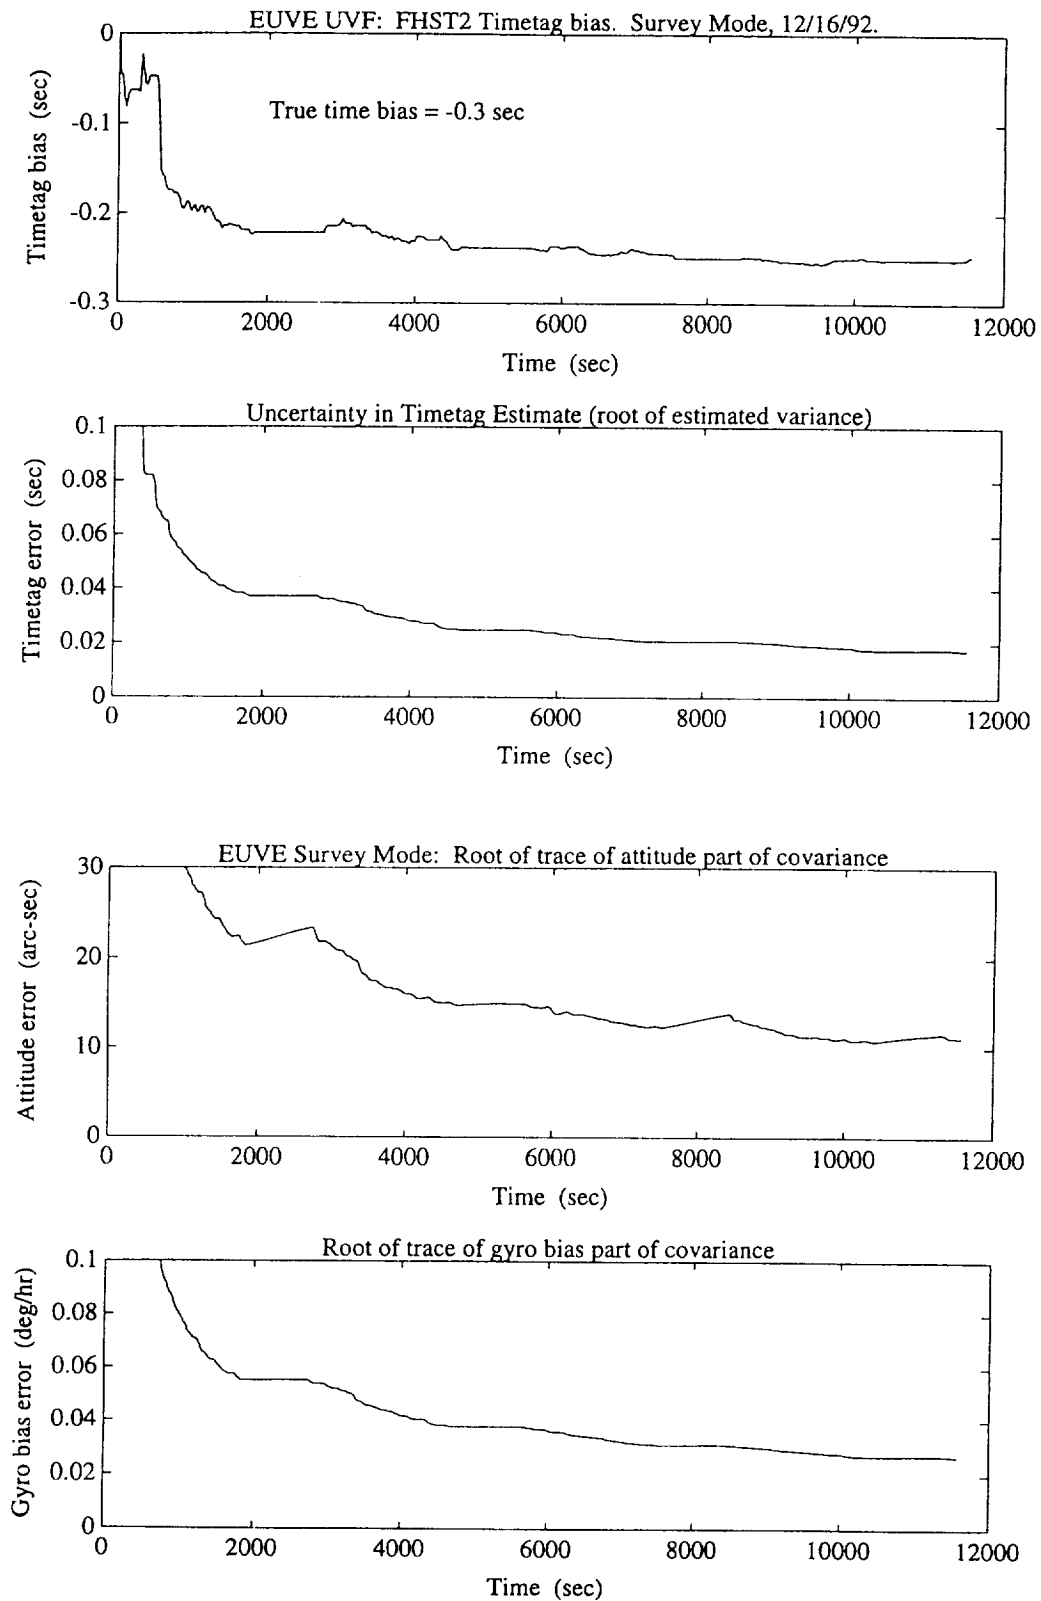 EUVE UVF: FHST2 Timetag bias. Survey Mode, 12/16/92.
Timetag bias (sec)
0
-0.1
-0.2
-0.3
True time bias = -0.3 sec
0 2000 4000 6000 8000 10000 12000
Time (sec)
Uncertainty in Timetag Estimate (root of estimated variance)
Timetag error (sec)
0.1
0.08
0.06
0.04
0.02
0
0 2000 4000 6000 8000 10000 12000
Time (sec)
EUVE Survey Mode: Root of trace of attitude part of covariance
Attitude error (arc-sec)
30
20
10
0
0 2000 4000 6000 8000 10000 12000
Time (sec)
Root of trace of gyro bias part of covariance
Gyro bias error (deg/hr)
0.1
0.08
0.06
0.04
0.02
0
0 2000 4000 6000 8000 10000 12000
Time (sec)